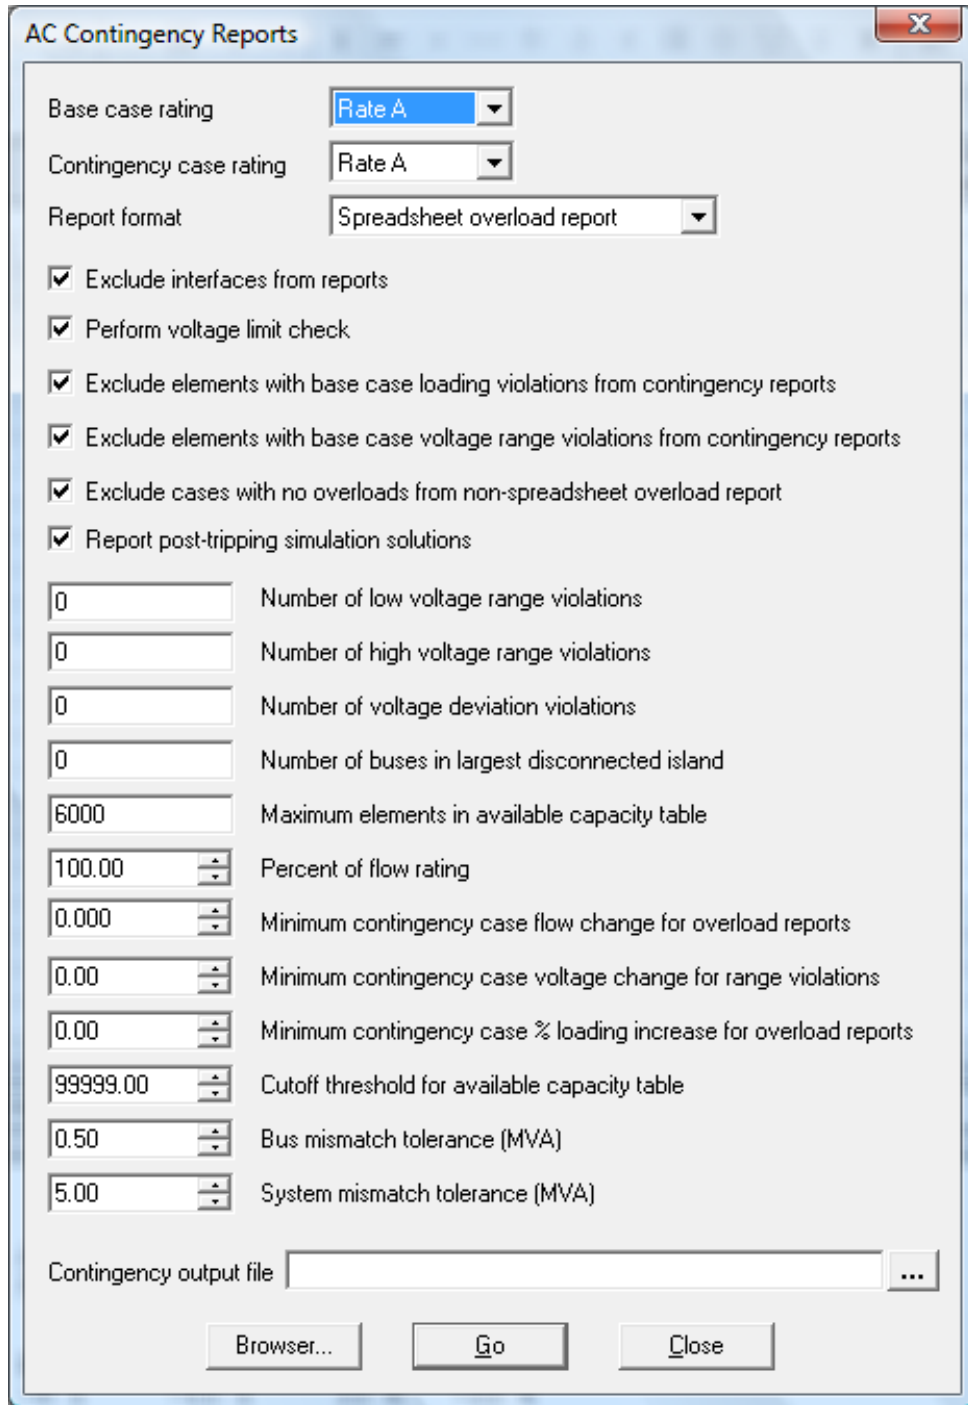 AC Contingency Reports
Base case rating Rate A
Contingency case rating Rate A
Report format Spreadsheet overload report
Exclude interfaces from reports
Perform voltage limit check
Exclude elements with base case loading violations from contingency reports
Exclude elements with base case voltage range violations from contingency reports
Exclude cases with no overloads from non-spreadsheet overload report
Report post-tripping simulation solutions
0 Number of low voltage range violations
0 Number of high voltage range violations
0 Number of voltage deviation violations
0 Number of buses in largest disconnected island
6000 Maximum elements in available capacity table
100.00 Percent of flow rating
0.000 Minimum contingency case flow change for overload reports
0.00 Minimum contingency case voltage change for range violations
0.00 Minimum contingency case % loading increase for overload reports
99999.00 Cutoff threshold for available capacity table
0.50 Bus mismatch tolerance (MVA)
5.00 System mismatch tolerance (MVA)
Contingency output file ...
Browser... Go Close